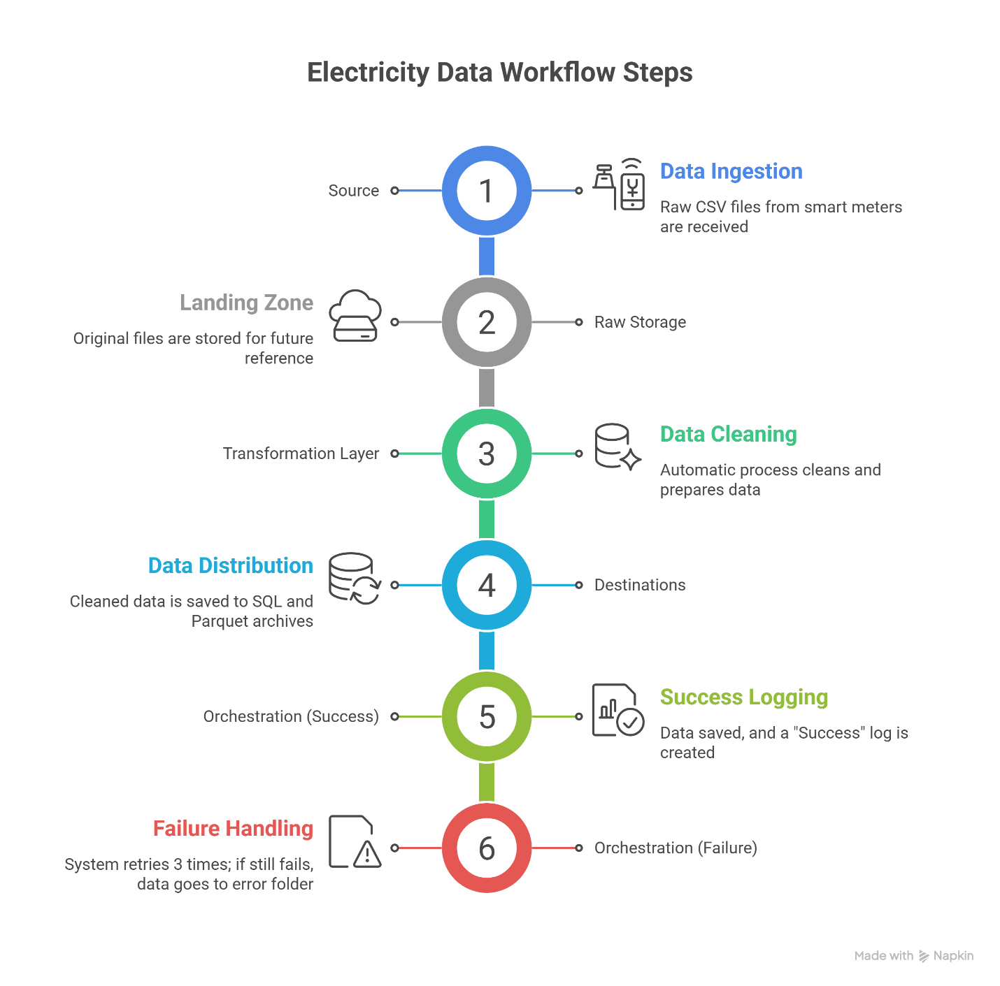 Electricity Data Workflow Steps
Source
1
Data Ingestion
Raw CSV files from smart meters
are received
Landing Zone
Original files are stored for future
reference
2
Raw Storage
Transformation Layer
3
Data Cleaning
Automatic process cleans and
prepares data
Data Distribution
Cleaned data is saved to SQL and
Parquet archives
4
Destinations
Orchestration (Success)
5
Success Logging
Data saved, and a "Success" log is
created
Failure Handling
System retries 3 times; if still fails,
data goes to error folder
6
Orchestration (Failure)
Made with Napkin